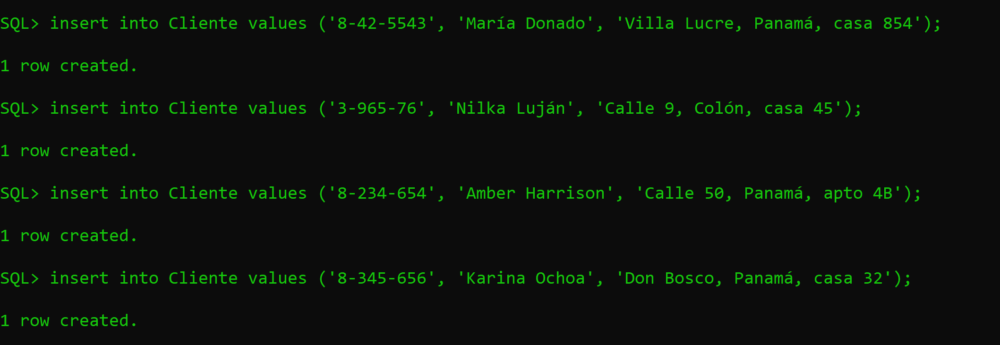 SQL> insert into Cliente values ('8-42-5543', 'María Donado', 'Villa Lucre, Panamá, casa 854');
1 row created.
SQL> insert into Cliente values ('3-965-76', 'Nilka Luján', 'Calle 9, Colón, casa 45');
1 row created.
SQL> insert into Cliente values ('8-234-654', 'Amber Harrison', 'Calle 50, Panamá, apto 4B');
1 row created.
SQL> insert into Cliente values ('8-345-656', 'Karina Ochoa', 'Don Bosco, Panamá, casa 32');
1 row created.